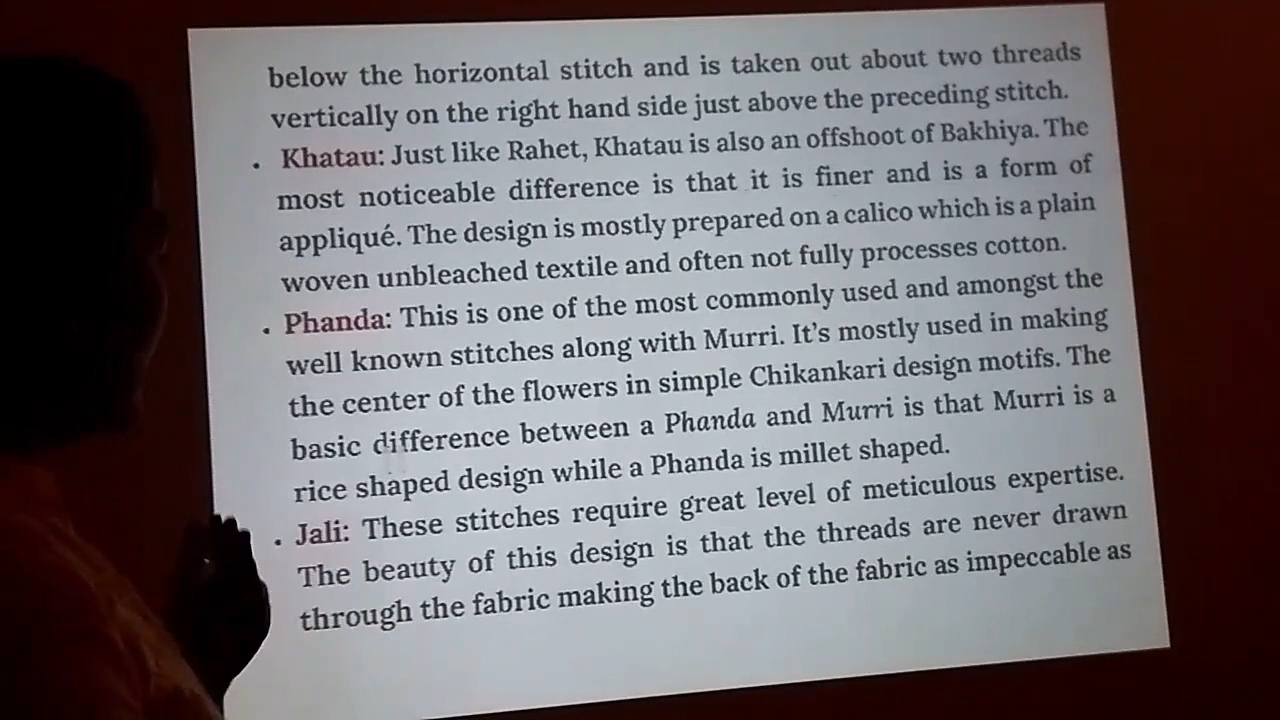 below the horizontal stitch and is taken out about two threads
vertically on the right hand side just above the preceding stitch.
• Khatau: Just like Rahet, Khatau is also an offshoot of Bakhiya. The
most noticeable difference is that it is finer and is a form of
appliqué. The design is mostly prepared on a calico which is a plain
woven unbleached textile and often not fully processes cotton.
• Phanda: This is one of the most commonly used and amongst the
well known stitches along with Murri. It’s mostly used in making
the center of the flowers in simple Chikankari design motifs. The
basic difference between a Phanda and Murri is that Murri is a
rice shaped design while a Phanda is millet shaped.
• Jali: These stitches require great level of meticulous expertise.
The beauty of this design is that the threads are never drawn
through the fabric making the back of the fabric as impeccable as